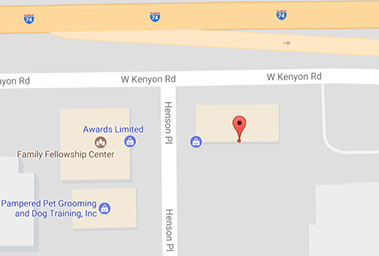 74
74
74
W Kenyon Rd
nyon Rd
W Kenyon Rd
Henson Pl
Awards Limited
Family Fellowship Center
Pampered Pet Grooming
and Dog Training, Inc
Henson Pl